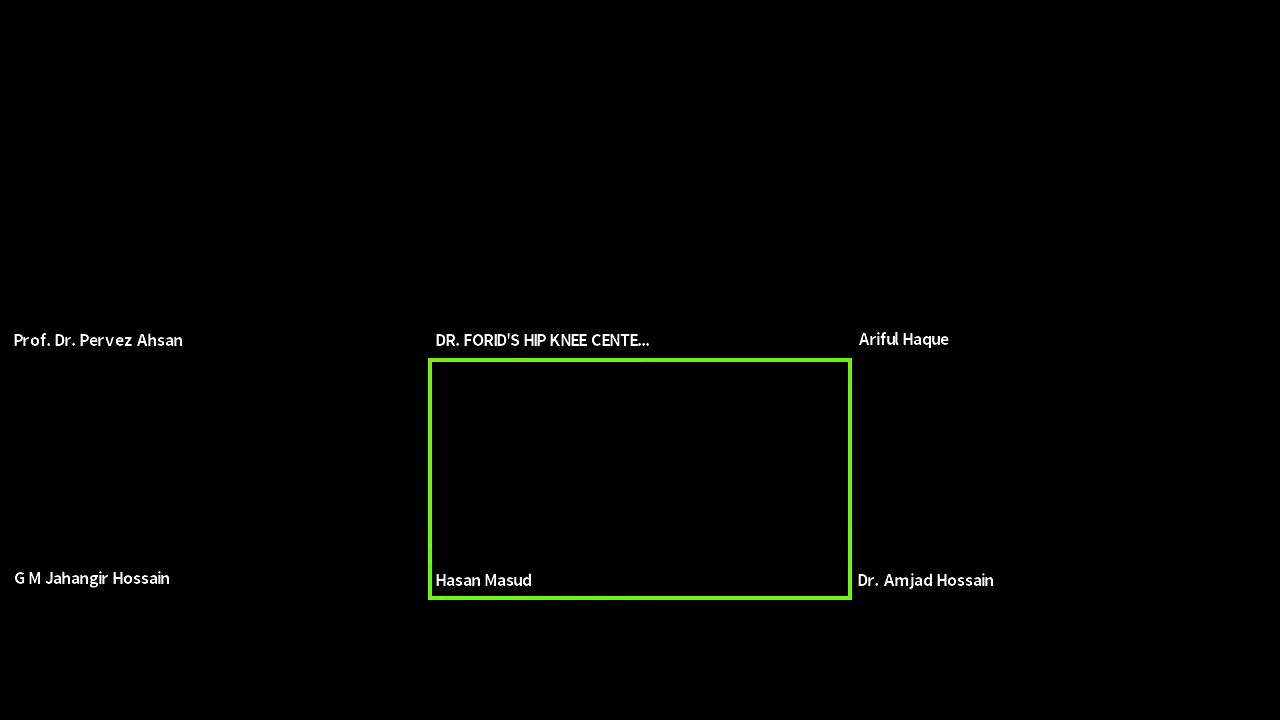 Prof. Dr. Pervez Ahsan
DR. FORID'S HIP KNEE CENTE...
Ariful Haque
G M Jahangir Hossain
Hasan Masud
Dr. Amjad Hossain